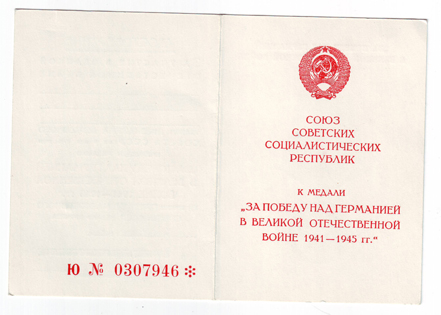 СОЮЗ
СОВЕТСКИХ
СОЦИАЛИСТИЧЕСКИХ
РЕСПУБЛИК
К МЕДАЛИ
„ЗА ПОБЕДУ НАД ГЕРМАНИЕЙ
В ВЕЛИКОЙ ОТЕЧЕСТВЕННОЙ
ВОЙНЕ 1941—1945 гг.“
Ю № 0307946 ✻